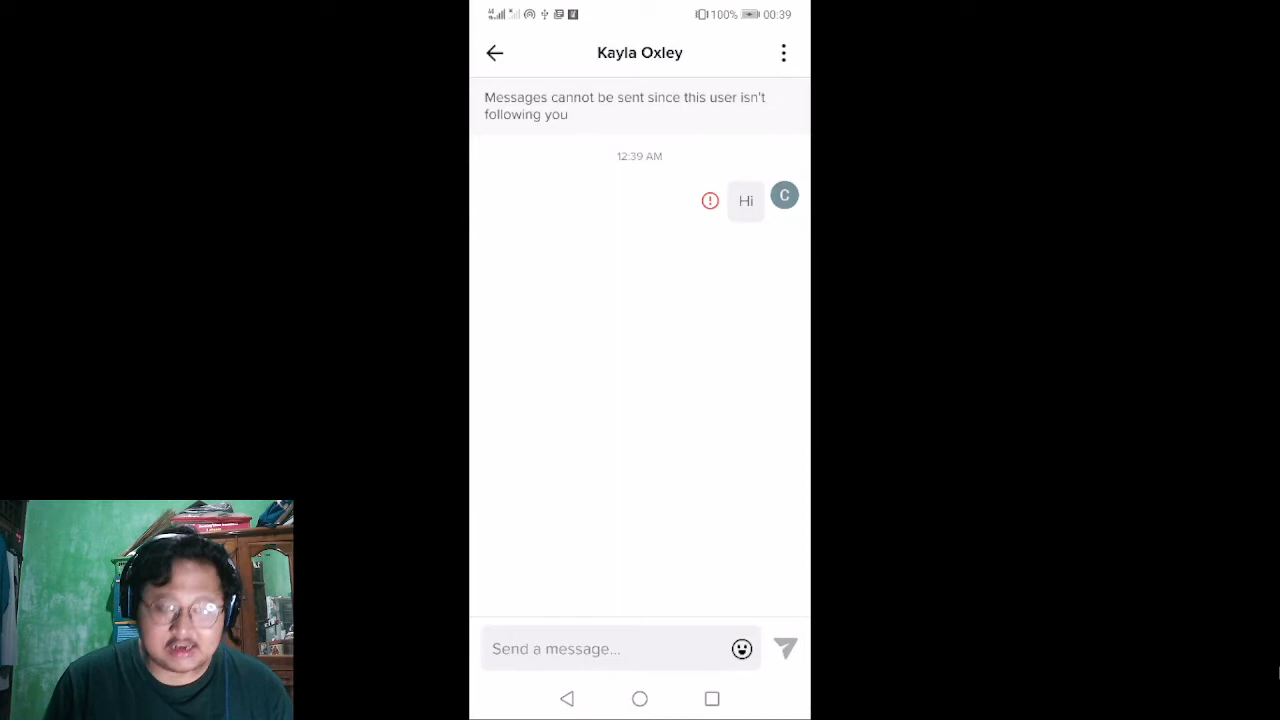 100% 00:39
Kayla Oxley
Messages cannot be sent since this user isn't
following you
12:39 AM
Hi
C
Send a message...